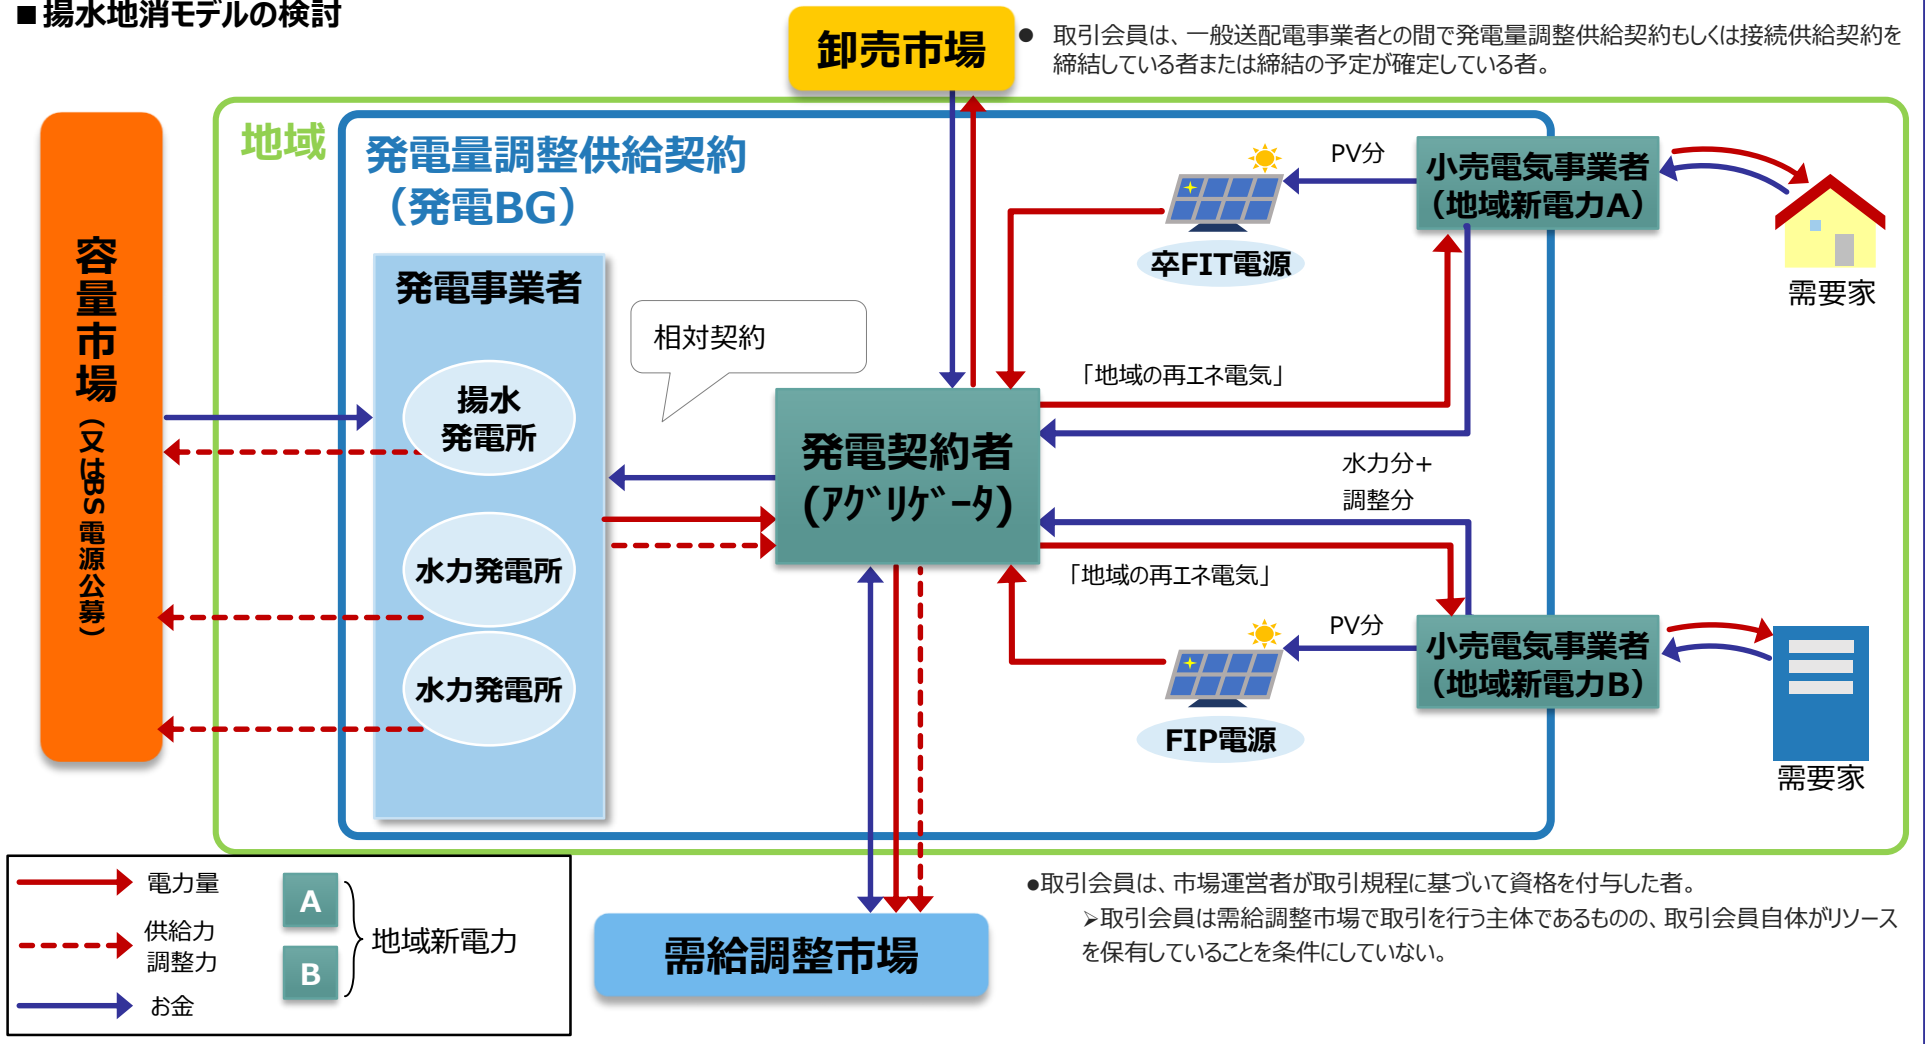 ■揚水地消モデルの検討
卸売市場
● 取引会員は、一般送配電事業者との間で発電量調整供給契約もしくは接続供給契約を
締結している者または締結の予定が確定している者。
地域
発電量調整供給契約
（発電BG）
容量市場（又はBS電源公募）
発電事業者
揚水
発電所
水力発電所
水力発電所
相対契約
発電契約者
(ｱｸﾞﾘｹﾞｰﾀ)
卒FIT電源
PV分
小売電気事業者
（地域新電力A）
需要家
「地域の再エネ電気」
水力分+
調整分
「地域の再エネ電気」
PV分
FIP電源
小売電気事業者
（地域新電力B）
需要家
電力量
供給力
調整力
お金
A
B
地域新電力
需給調整市場
●取引会員は、市場運営者が取引規程に基づいて資格を付与した者。
➢取引会員は需給調整市場で取引を行う主体であるものの、取引会員自体がリソース
を保有していることを条件にしていない。